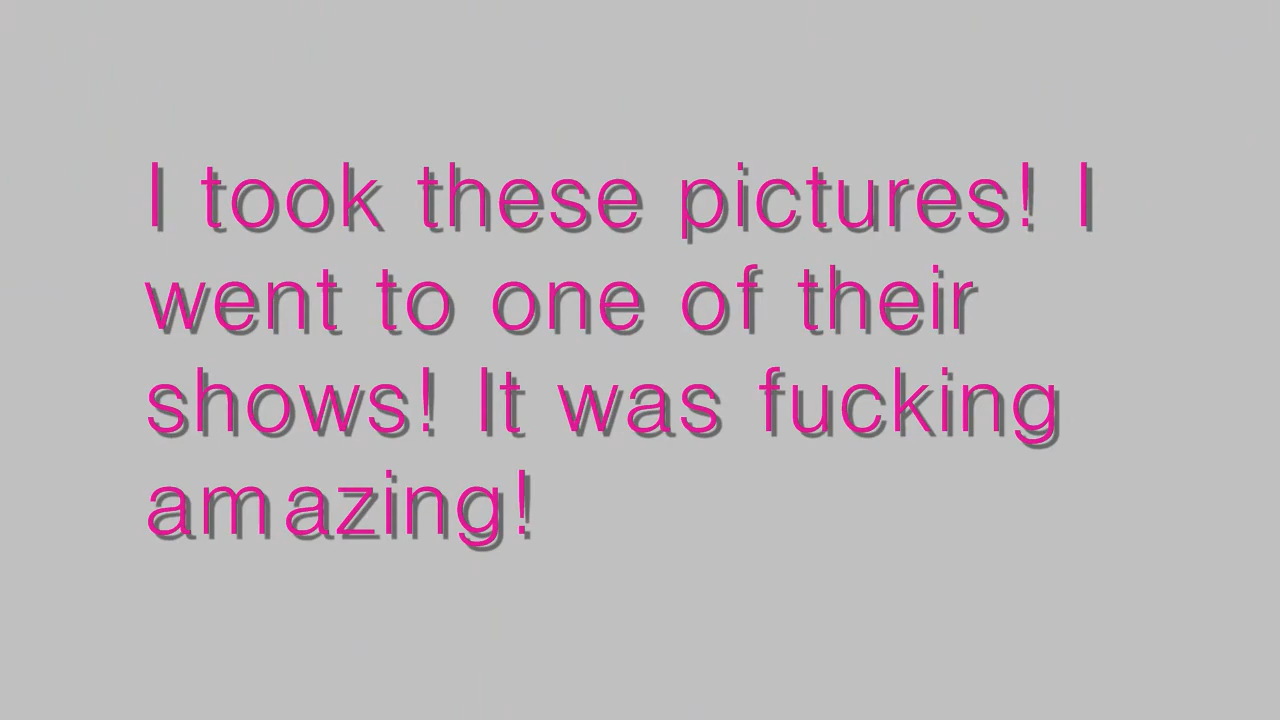 I took these pictures! I
went to one of their
shows! It was fucking
amazing!